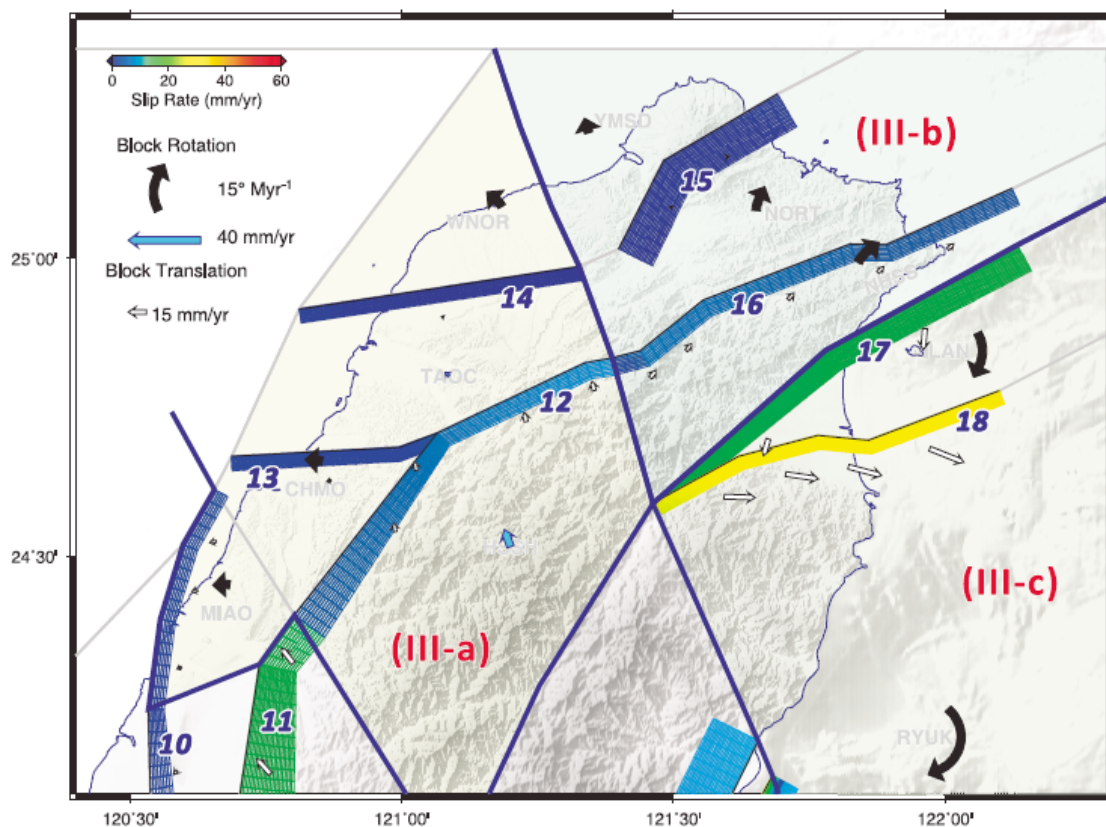 0 20 40 60
Slip Rate (mm/yr)
Block Rotation
15° Myr⁻¹
40 mm/yr
Block Translation
15 mm/yr
YMSD
(III-b)
15
WNOR
NORT
25°00'
14
16
17
ILAN
TAOC
12
18
13
CHMO
24°30'
MIAO
(III-a)
(III-c)
11
10
RYUK
120°30' 121°00' 121°30' 122°00'